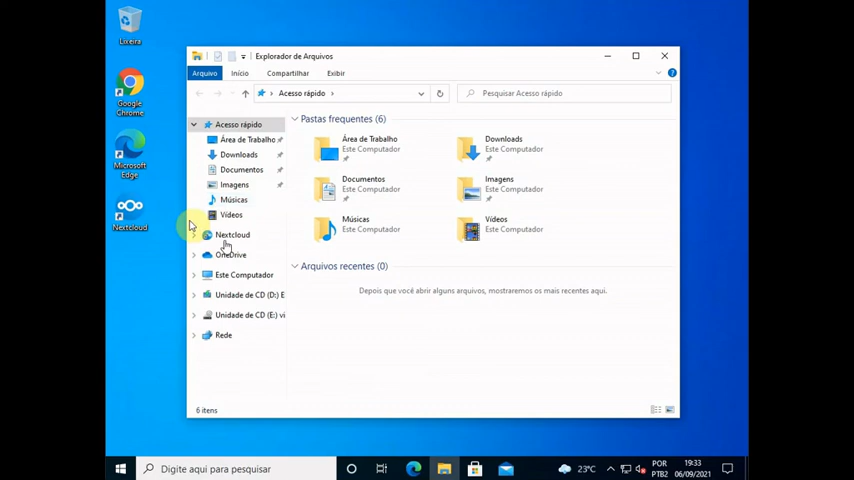 Lixeira
Google
Chrome
Microsoft
Edge
Nextcloud
Explorador de Arquivos
Arquivo
Início
Compartilhar
Exibir
Acesso rápido
Pesquisar Acesso rápido
Acesso rápido
Área de Trabalho
Downloads
Documentos
Imagens
Músicas
Vídeos
Nextcloud
OneDrive
Este Computador
Unidade de CD (D:) E
Unidade de CD (E:) vi
Rede
Pastas frequentes (6)
Área de Trabalho
Este Computador
Downloads
Este Computador
Documentos
Este Computador
Imagens
Este Computador
Músicas
Este Computador
Vídeos
Este Computador
Arquivos recentes (0)
Depois que você abrir alguns arquivos, mostraremos os mais recentes aqui.
6 itens
Digite aqui para pesquisar
23°C
POR
PTB2
19:33
06/09/2021